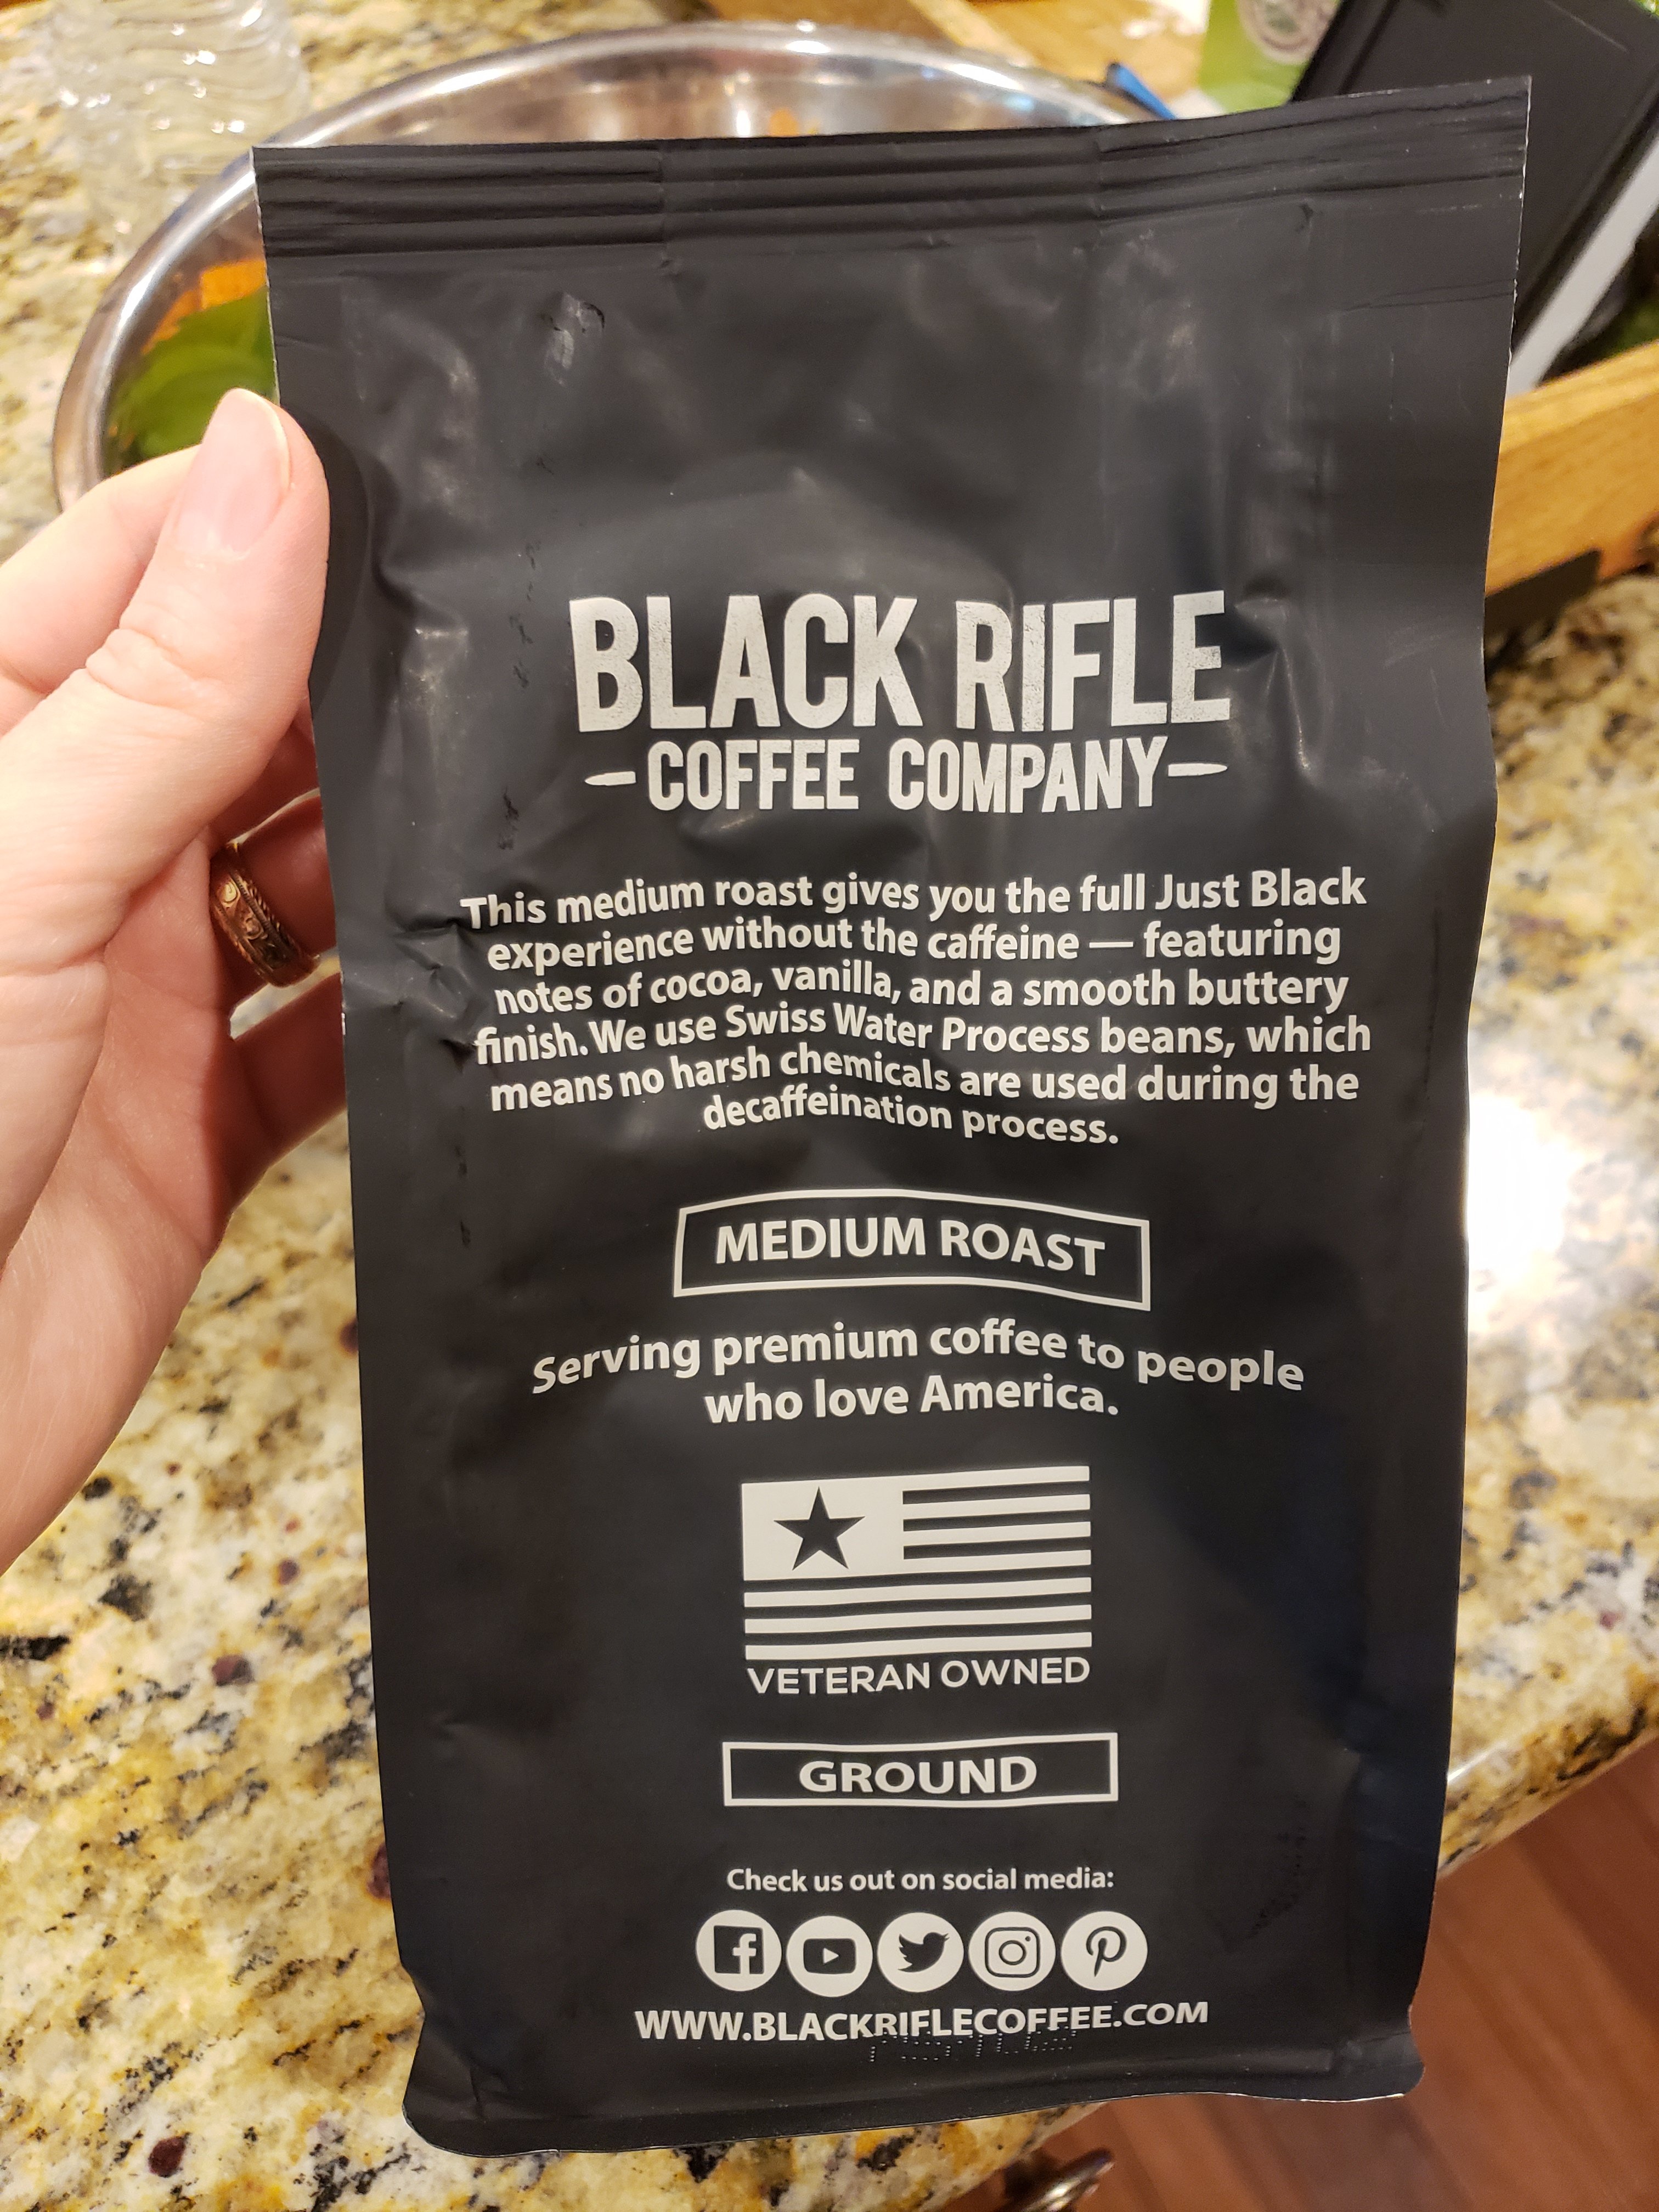 BLACK RIFLE
—COFFEE COMPANY—
This medium roast gives you the full Just Black
experience without the caffeine — featuring
notes of cocoa, vanilla, and a smooth buttery
finish. We use Swiss Water Process beans, which
means no harsh chemicals are used during the
decaffeination process.
MEDIUM ROAST
Serving premium coffee to people
who love America.
VETERAN OWNED
GROUND
Check us out on social media:
WWW.BLACKRIFLECOFFEE.COM